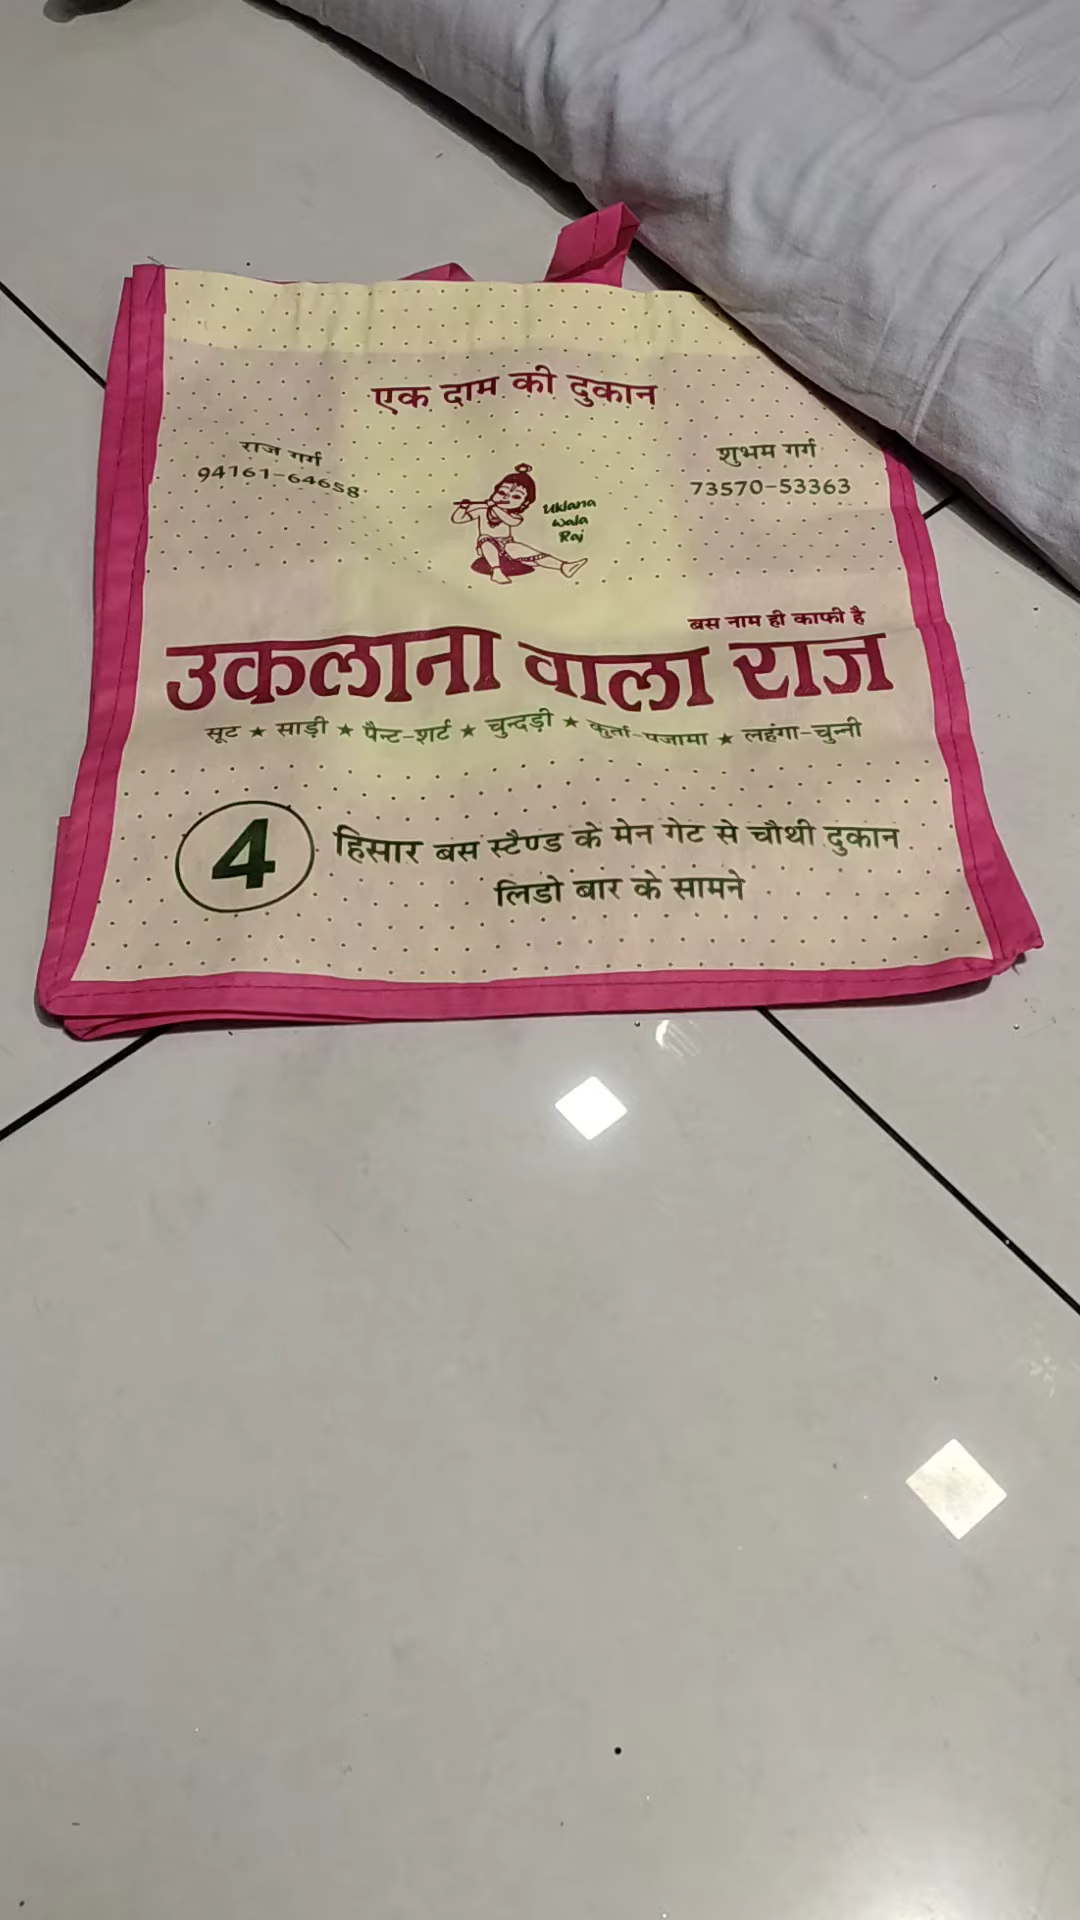 एक दाम की दुकान
राज गर्ग
94161-64658
शुभम गर्ग
73570-53363
Uklana
Wala
Raj
बस नाम ही काफी है
उकलाना वाला राज
सूट ★ साड़ी ★ पैन्ट-शर्ट ★ चुन्दड़ी ★ कुर्ता-पजामा ★ लहंगा-चुन्नी
4
हिसार बस स्टैण्ड के मेन गेट से चौथी दुकान
लिडो बार के सामने